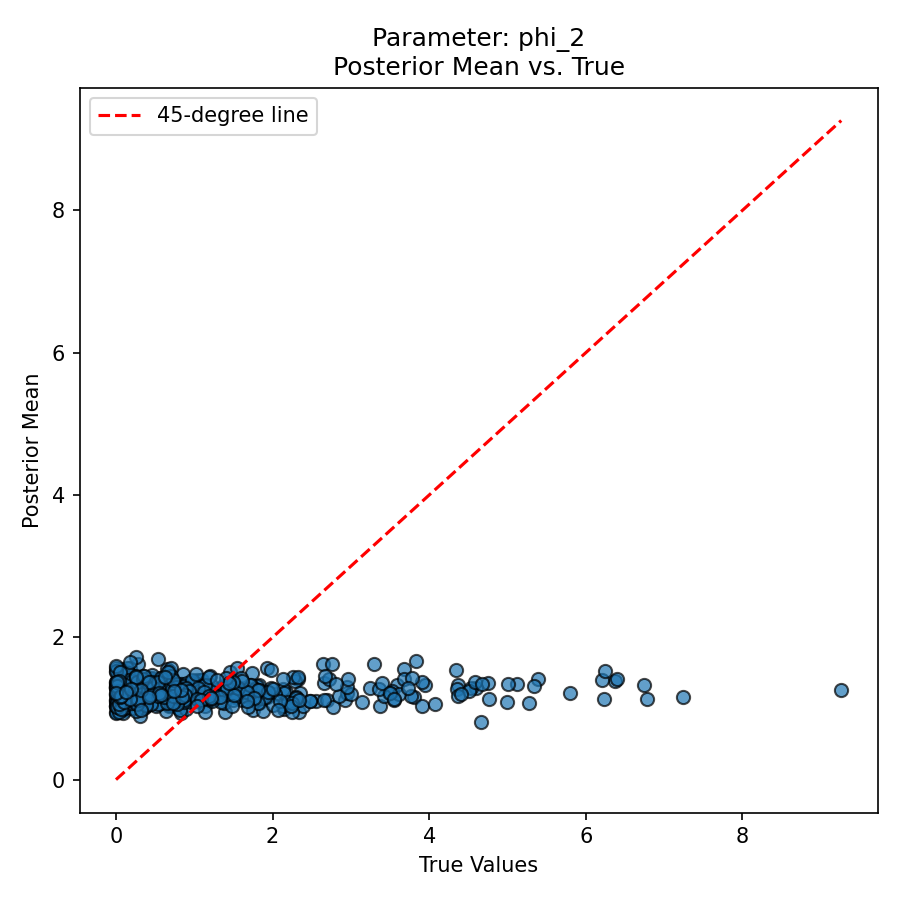 Parameter: phi_2
Posterior Mean vs. True
45-degree line
8
6
4
2
0
Posterior Mean
0 2 4 6 8
True Values